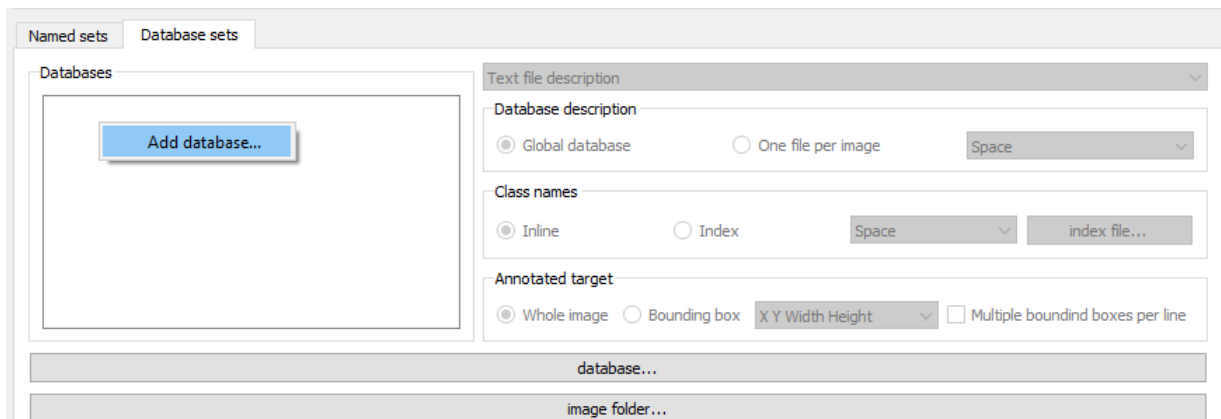 Named sets
Database sets
Databases
Add database...
Text file description
Database description
Global database
One file per image
Space
Class names
Inline
Index
Space
index file...
Annotated target
Whole image
Bounding box
X Y Width Height
Multiple boundind boxes per line
database...
image folder...